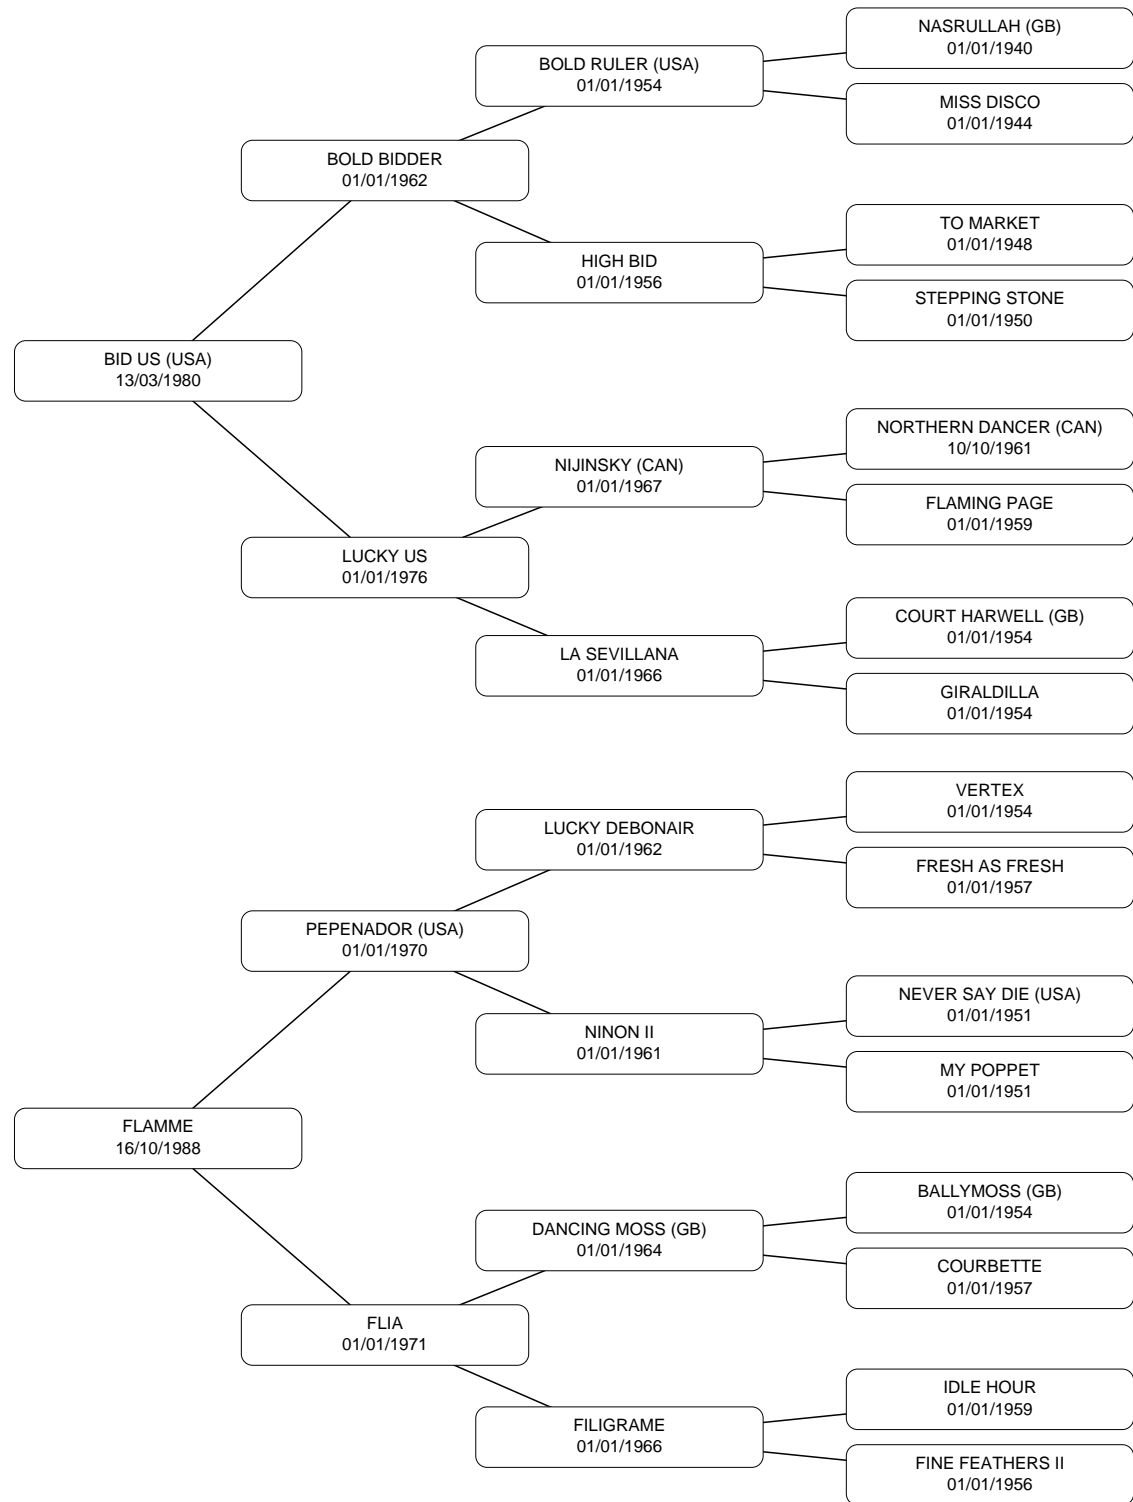 NASRULLAH (GB)
01/01/1940
BOLD RULER (USA)
01/01/1954
MISS DISCO
01/01/1944
BOLD BIDDER
01/01/1962
TO MARKET
01/01/1948
HIGH BID
01/01/1956
STEPPING STONE
01/01/1950
BID US (USA)
13/03/1980
NORTHERN DANCER (CAN)
10/10/1961
NIJINSKY (CAN)
01/01/1967
FLAMING PAGE
01/01/1959
LUCKY US
01/01/1976
COURT HARWELL (GB)
01/01/1954
LA SEVILLANA
01/01/1966
GIRALDILLA
01/01/1954
VERTEX
01/01/1954
LUCKY DEBONAIR
01/01/1962
FRESH AS FRESH
01/01/1957
PEPENADOR (USA)
01/01/1970
NEVER SAY DIE (USA)
01/01/1951
NINON II
01/01/1961
MY POPPET
01/01/1951
FLAMME
16/10/1988
BALLYMOSS (GB)
01/01/1954
DANCING MOSS (GB)
01/01/1964
COURBETTE
01/01/1957
FLIA
01/01/1971
IDLE HOUR
01/01/1959
FILIGRAME
01/01/1966
FINE FEATHERS II
01/01/1956